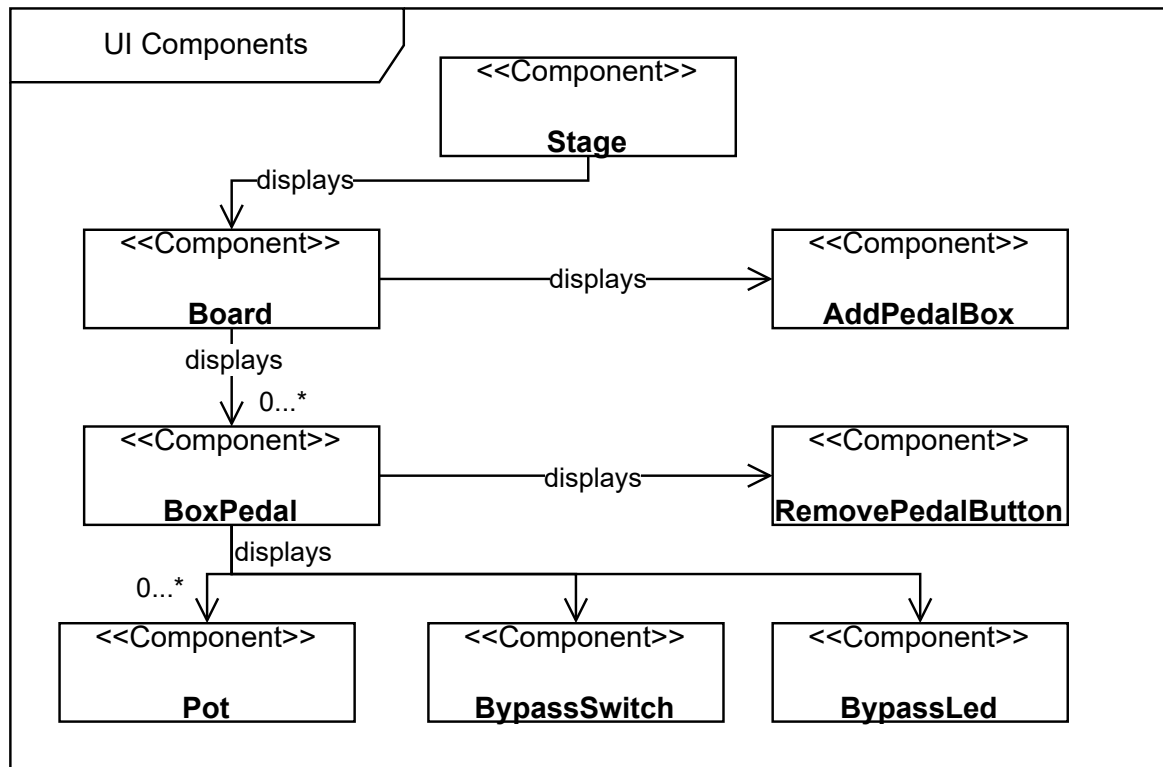 UI Components
<<Component>>
Stage
displays
<<Component>>
Board
displays
<<Component>>
AddPedalBox
displays
0...*
<<Component>>
BoxPedal
displays
<<Component>>
RemovePedalButton
displays
0...*
<<Component>>
Pot
<<Component>>
BypassSwitch
<<Component>>
BypassLed